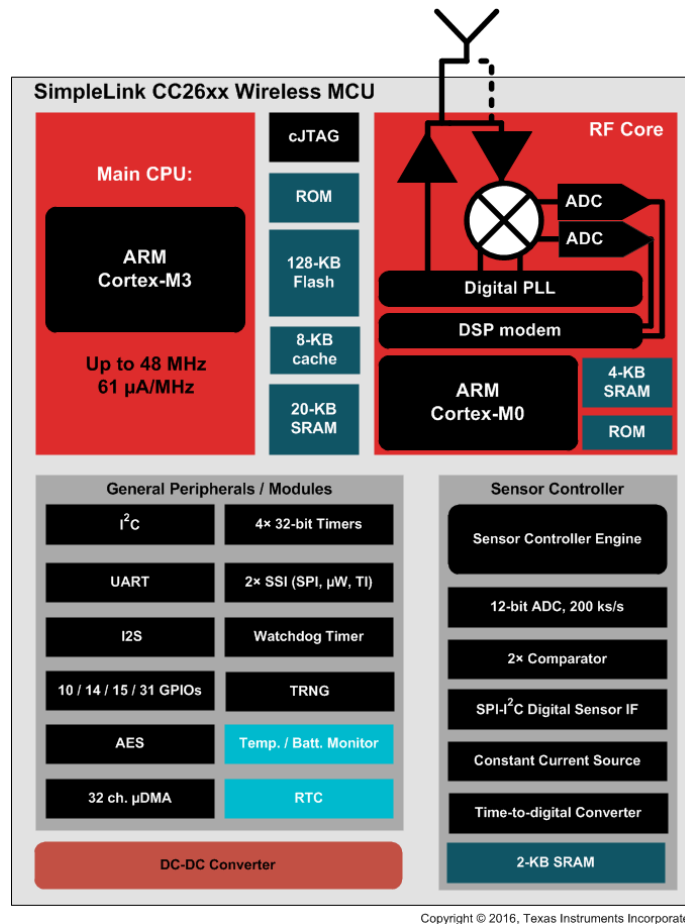 SimpleLink CC26xx Wireless MCU
Main CPU:
ARM
Cortex-M3
Up to 48 MHz
61 µA/MHz
cJTAG
ROM
128-KB
Flash
8-KB
cache
20-KB
SRAM
RF Core
ADC
ADC
Digital PLL
DSP modem
ARM
Cortex-M0
4-KB
SRAM
ROM
General Peripherals / Modules
I²C
4× 32-bit Timers
UART
2× SSI (SPI, µW, TI)
I2S
Watchdog Timer
10 / 14 / 15 / 31 GPIOs
TRNG
AES
Temp. / Batt. Monitor
32 ch. µDMA
RTC
Sensor Controller
Sensor Controller Engine
12-bit ADC, 200 ks/s
2× Comparator
SPI-I²C Digital Sensor IF
Constant Current Source
Time-to-digital Converter
2-KB SRAM
DC-DC Converter
Copyright © 2016, Texas Instruments Incorporate